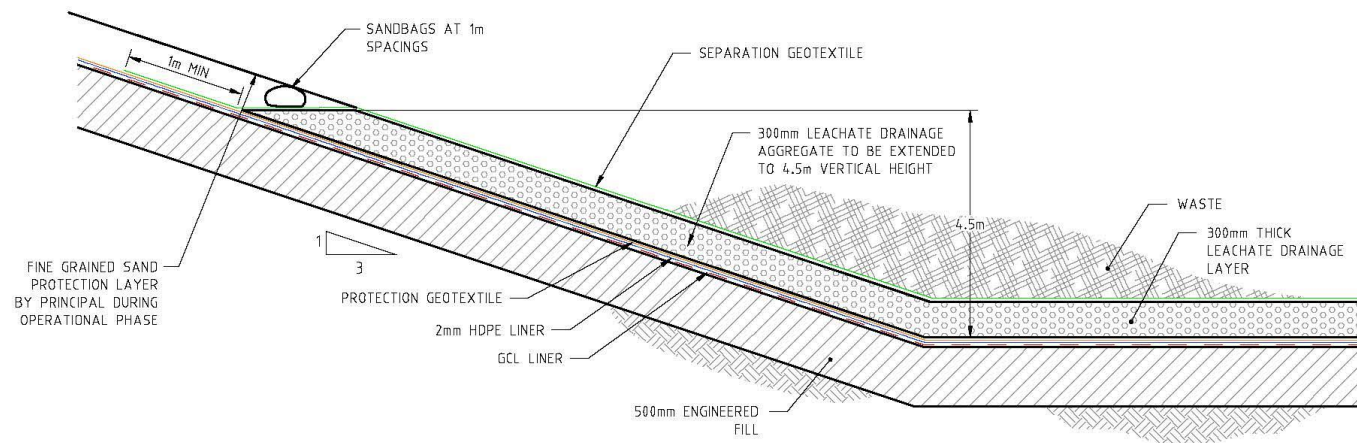 SANDBAGS AT 1m
SPACINGS
1m MIN
SEPARATION GEOTEXTILE
300mm LEACHATE DRAINAGE
AGGREGATE TO BE EXTENDED
TO 4.5m VERTICAL HEIGHT
WASTE
4.5m
300mm THICK
LEACHATE DRAINAGE
LAYER
1
3
FINE GRAINED SAND
PROTECTION LAYER
BY PRINCIPAL DURING
OPERATIONAL PHASE
PROTECTION GEOTEXTILE
2mm HDPE LINER
GCL LINER
500mm ENGINEERED
FILL